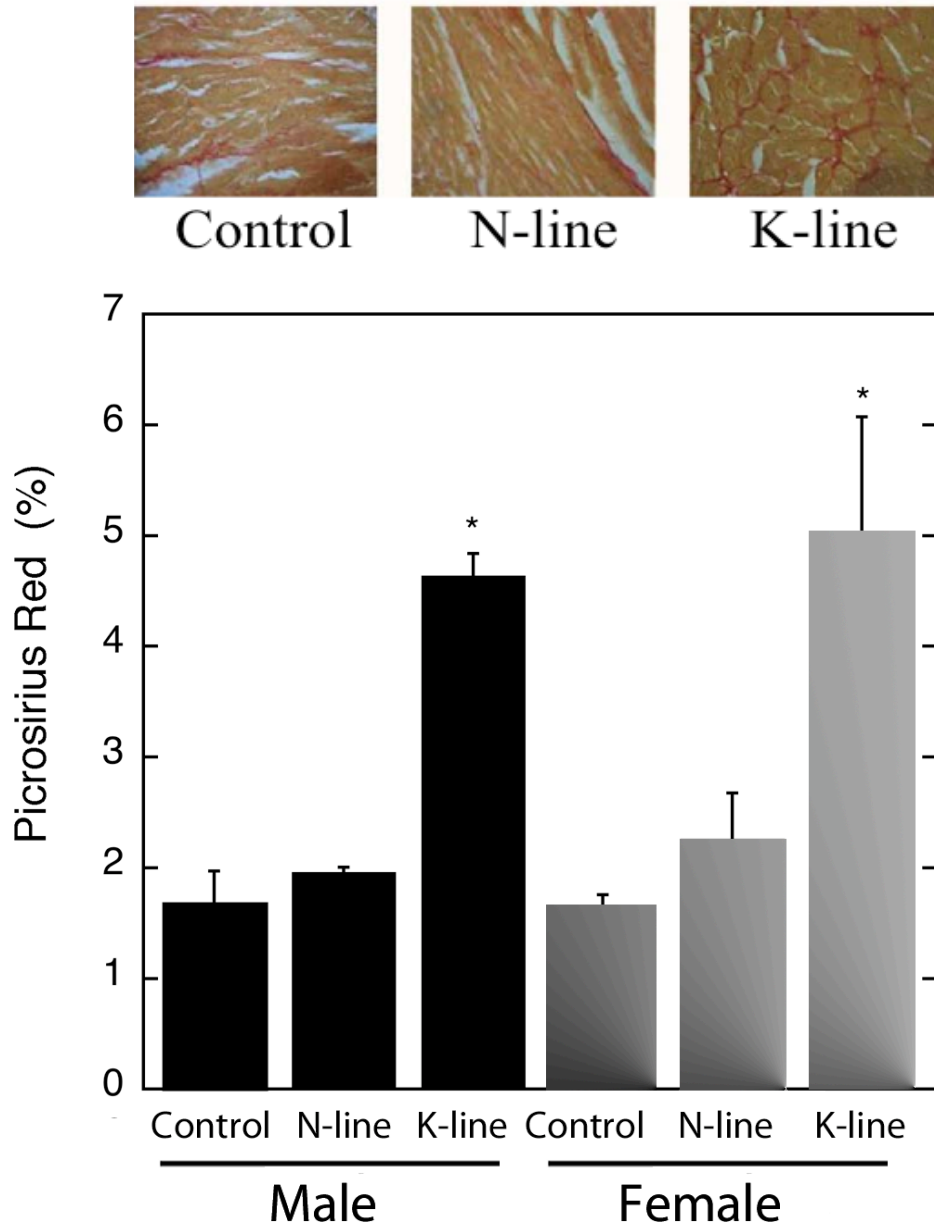 Control N-line K-line
7
6
5
4
3
2
1
0
Picrosirius Red (%)
*
*
Control N-line K-line Control N-line K-line
Male Female